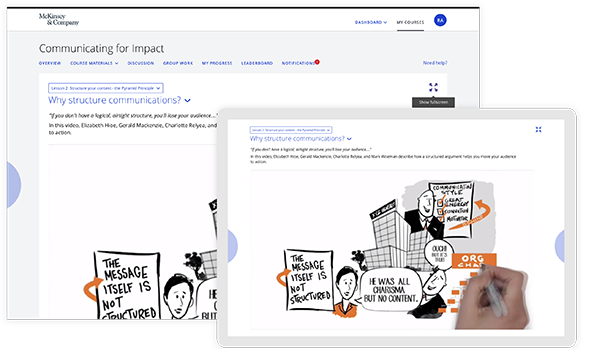 McKinsey
& Company
DASHBOARD
MY COURSES
RA
Communicating for Impact
OVERVIEW
COURSE MATERIALS
DISCUSSION
GROUP WORK
MY PROGRESS
LEADERBOARD
NOTIFICATIONS
Need help?
Lesson 2: Structure your content - the Pyramid Principle
Why structure communications?
Show fullscreen
"If you don't have a logical, airtight structure, you'll lose your audience..."
In this video, Elizabeth Hioe, Gerald Mackenzie, Charlotte Relyea, and
to action.
THE
MESSAGE
ITSELF IS
NOT
STRUCTURED
HE
CH
BUT
Lesson 2: Structure your content - the Pyramid Principle
Why structure communications?
"If you don't have a logical, airtight structure, you'll lose your audience..."
In this video, Elizabeth Hioe, Gerald Mackenzie, Charlotte Relyea, and Mark Wiseman describe how a structured argument helps you move your audience
to action.
COMMUNICATION
STYLE
GREAT
ENERGY
CONNECTION
MOTIVATOR
THE
MESSAGE
ITSELF IS
NOT
STRUCTURED
HE WAS ALL
CHARISMA
BUT NO CONTENT.
OUCH!
BUT IT'S
TRUE!
ORG
CHART